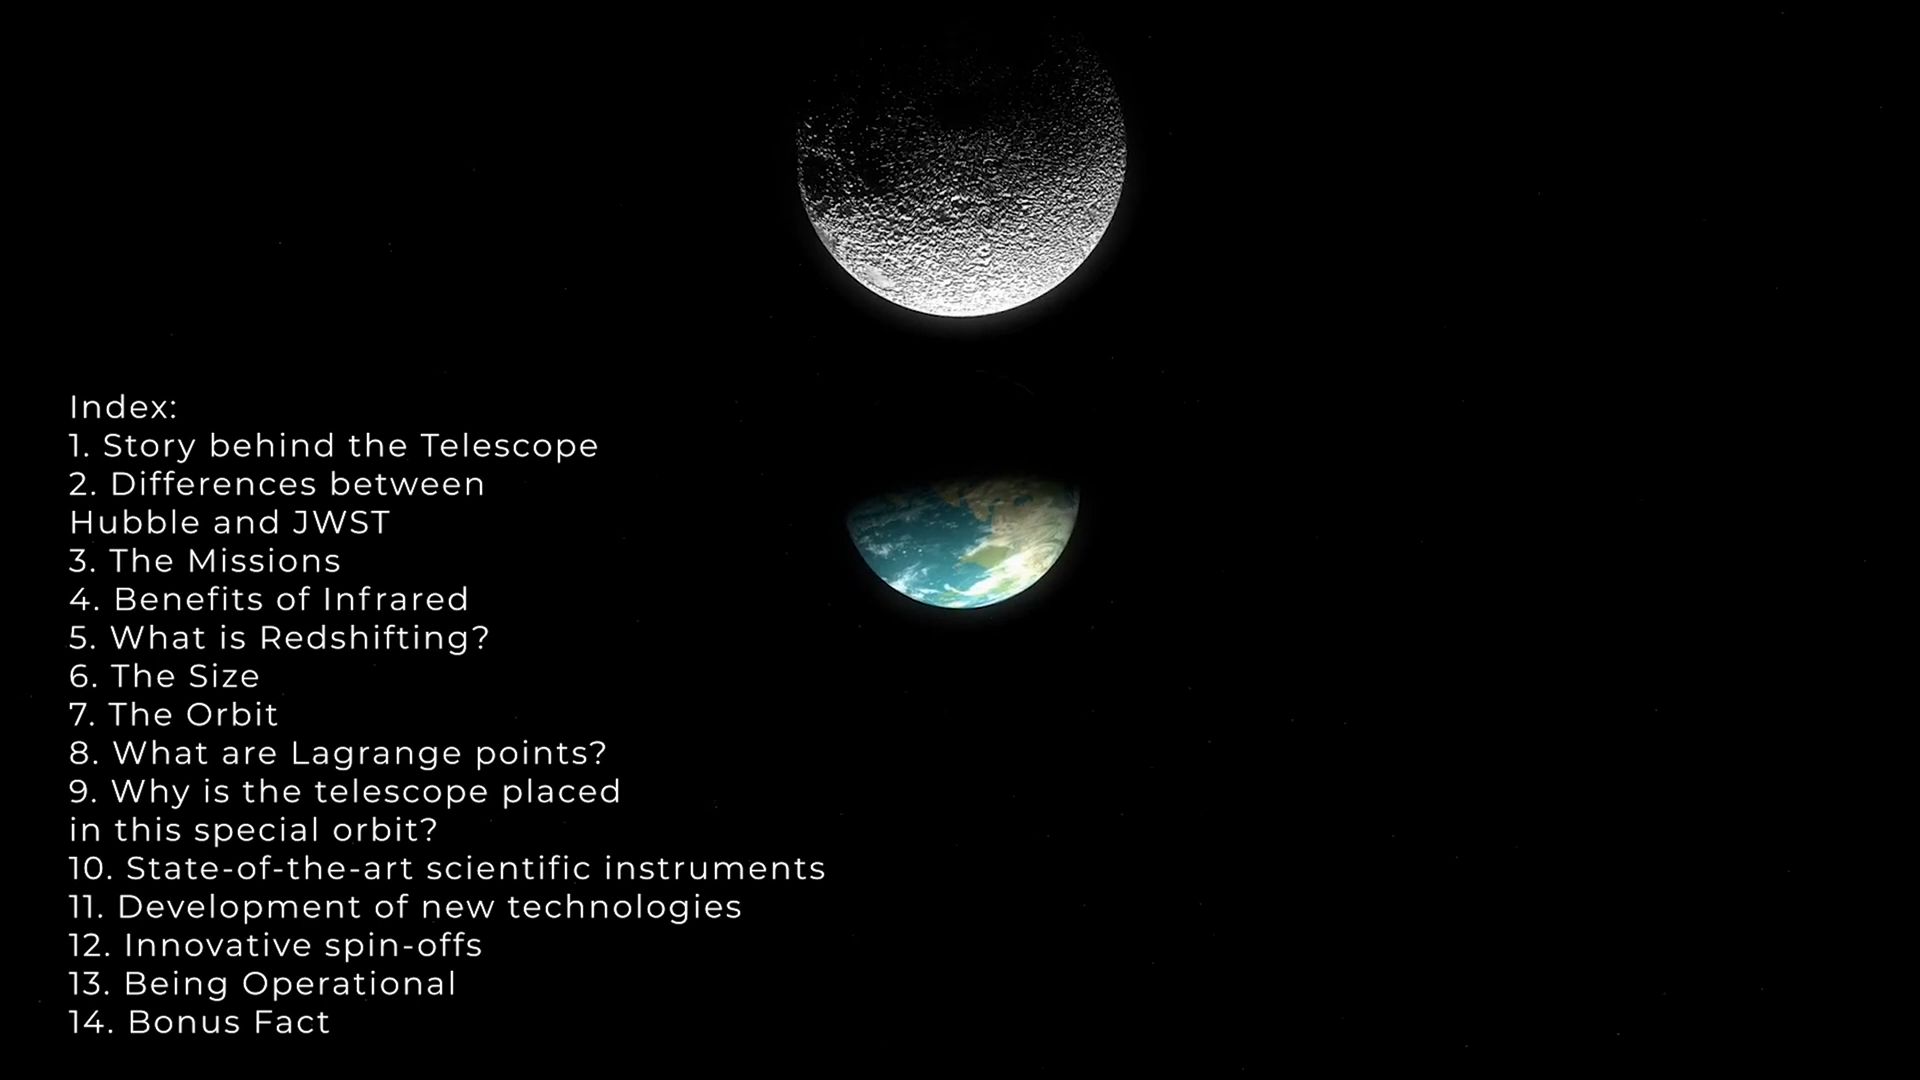 Index:
1. Story behind the Telescope
2. Differences between
Hubble and JWST
3. The Missions
4. Benefits of Infrared
5. What is Redshifting?
6. The Size
7. The Orbit
8. What are Lagrange points?
9. Why is the telescope placed
in this special orbit?
10. State-of-the-art scientific instruments
11. Development of new technologies
12. Innovative spin-offs
13. Being Operational
14. Bonus Fact